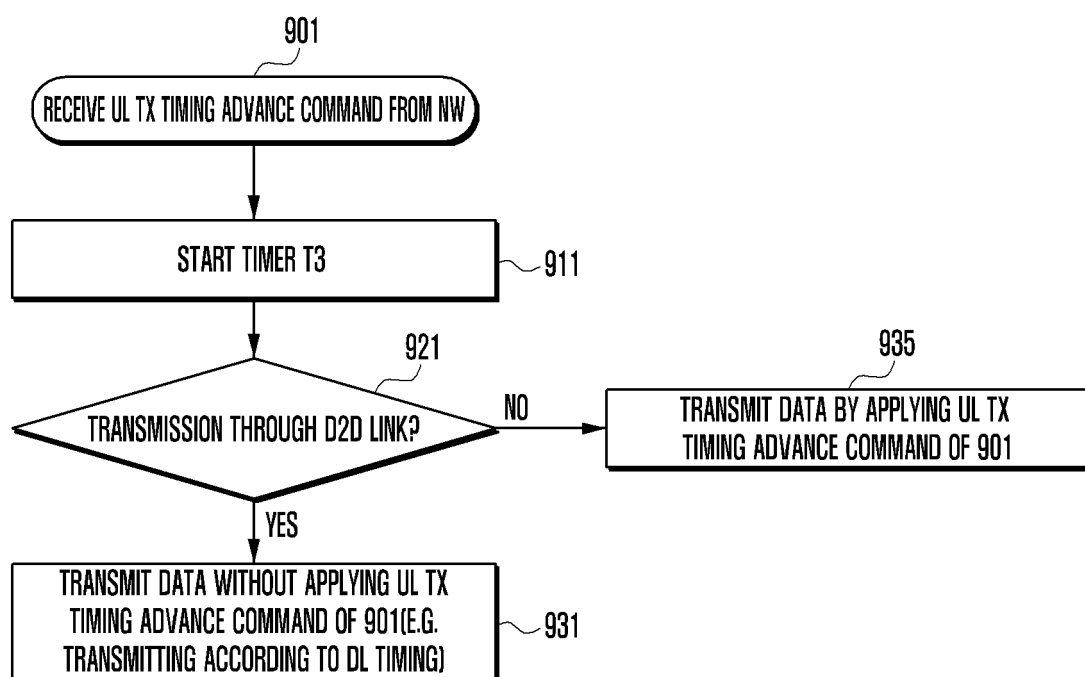 901
RECEIVE UL TX TIMING ADVANCE COMMAND FROM NW
START TIMER T3
911
921
TRANSMISSION THROUGH D2D LINK?
NO
935
TRANSMIT DATA BY APPLYING UL TX
TIMING ADVANCE COMMAND OF 901
YES
TRANSMIT DATA WITHOUT APPLYING UL TX
TIMING ADVANCE COMMAND OF 901(E.G.
TRANSMITTING ACCORDING TO DL TIMING)
931